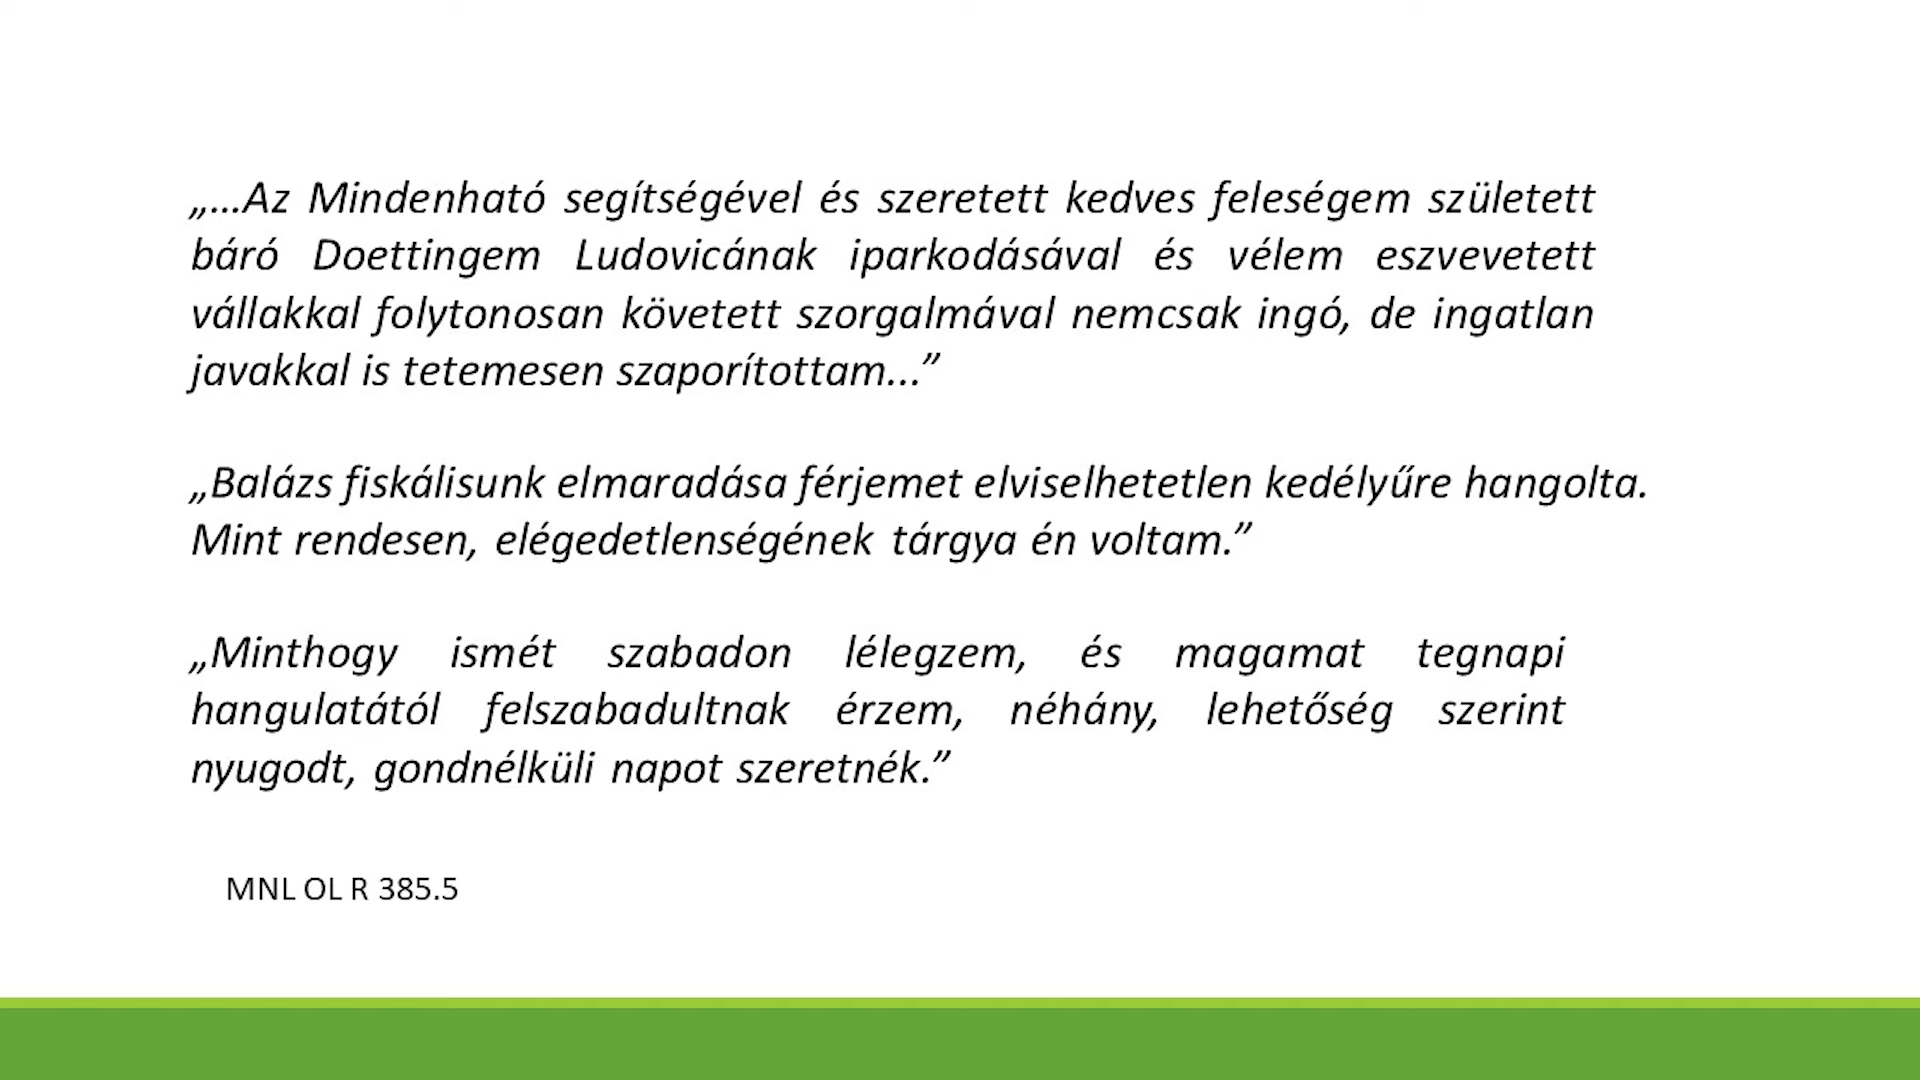 „…Az Mindenható segítségével és szeretett kedves feleségem született
báró Doettingem Ludovicának iparkodásával és vélem eszvevetett
vállakkal folytonosan követett szorgalmával nemcsak ingó, de ingatlan
javakkal is tetemesen szaporítottam...”
„Balázs fiskálisunk elmaradása férjemet elviselhetetlen kedélyűre hangolta.
Mint rendesen, elégedetlenségének tárgya én voltam.”
„Minthogy ismét szabadon lélegzem, és magamat tegnapi
hangulatától felszabadultnak érzem, néhány, lehetőség szerint
nyugodt, gondnélküli napot szeretnék.”
MNL OL R 385.5